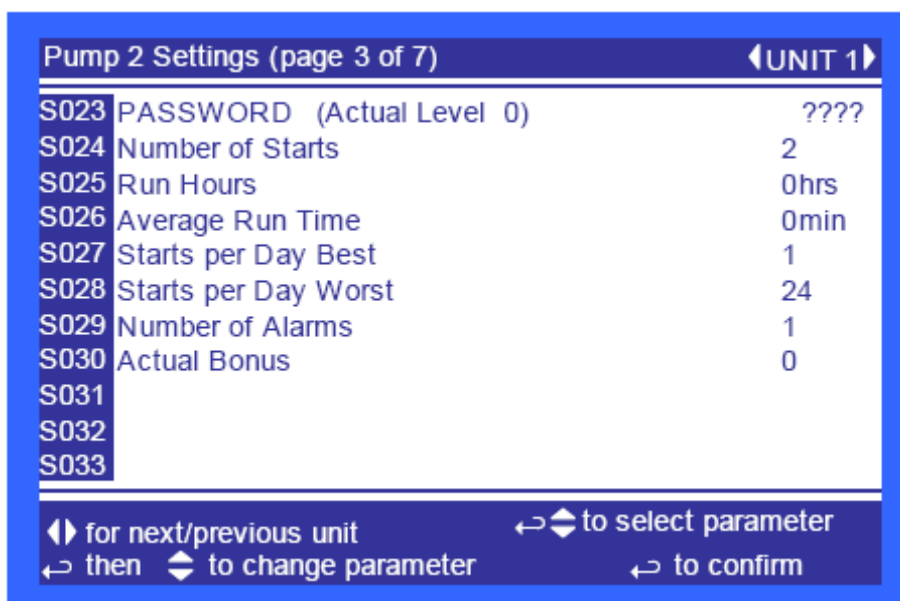 Pump 2 Settings (page 3 of 7) UNIT 1
S023 PASSWORD (Actual Level 0) ????
S024 Number of Starts 2
S025 Run Hours 0hrs
S026 Average Run Time 0min
S027 Starts per Day Best 1
S028 Starts per Day Worst 24
S029 Number of Alarms 1
S030 Actual Bonus 0
S031
S032
S033
for next/previous unit to select parameter
then to change parameter to confirm